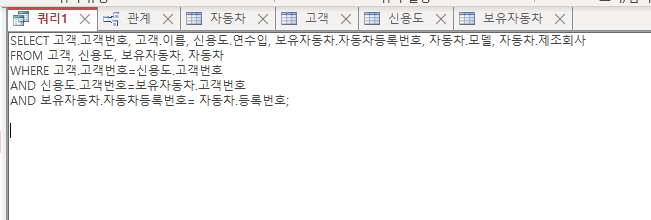 쿼리1 관계 자동차 고객 신용도 보유자동차
SELECT 고객.고객번호, 고객.이름, 신용도.연수입, 보유자동차.자동차등록번호, 자동차.모델, 자동차.제조회사
FROM 고객, 신용도, 보유자동차, 자동차
WHERE 고객.고객번호=신용도.고객번호
AND 신용도.고객번호=보유자동차.고객번호
AND 보유자동차.자동차등록번호= 자동차.등록번호;